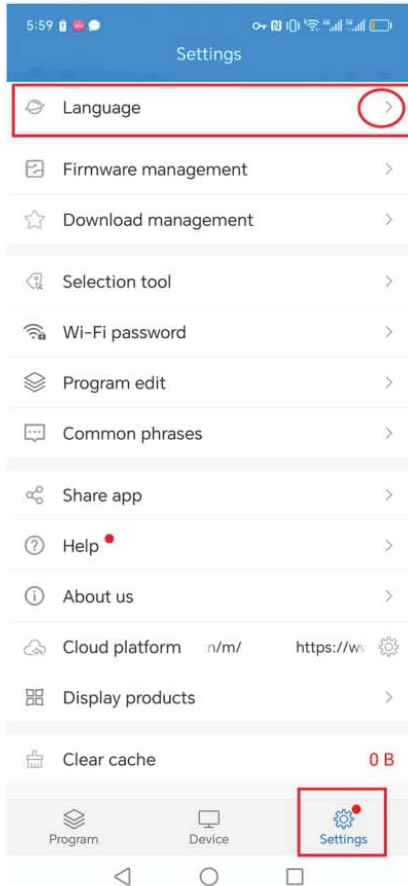 5:59
Settings
Language
Firmware management
Download management
Selection tool
Wi-Fi password
Program edit
Common phrases
Share app
Help
About us
Cloud platform n/m/ https://w
Display products
Clear cache 0 B
Program Device Settings